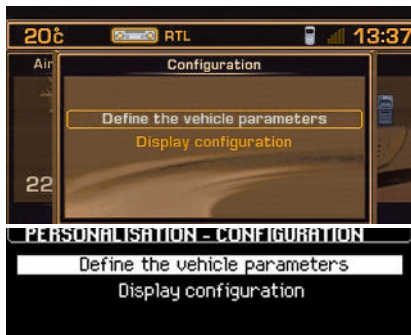 20c RTL 13:37
Air
Configuration
Define the vehicle parameters
Display configuration
22
PERSONALISATION - CONFIGURATION
Define the vehicle parameters
Display configuration